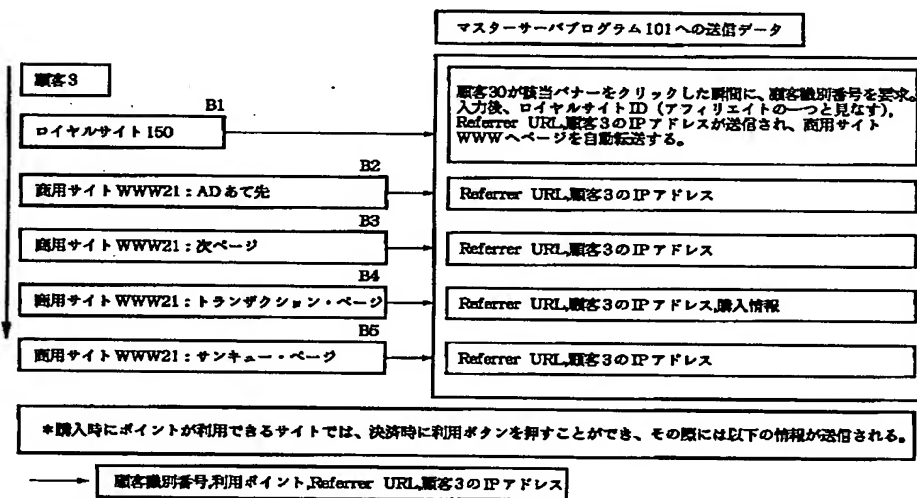 マスターサーバプログラム101への送信データ
顧客3
顧客30が該当バナーをクリックした瞬間に、顧客識別番号を要求。
入力後、ロイヤルサイトID（アフィリエイトの一つと見なす）,
Referrer URL,顧客3のIPアドレスが送信され、商用サイト
WWWへページを自動転送する。
B1
ロイヤルサイト150
B2
商用サイトWWW21：ADあて先
Referrer URL,顧客3のIPアドレス
B3
商用サイトWWW21：次ページ
Referrer URL,顧客3のIPアドレス
B4
商用サイトWWW21：トランザクション・ページ
Referrer URL,顧客3のIPアドレス,購入情報
B5
商用サイトWWW21：サンキュー・ページ
Referrer URL,顧客3のIPアドレス
*購入時にポイントが利用できるサイトでは、決済時に利用ボタンを押すことができ、その際には以下の情報が送信される。
顧客識別番号,利用ポイント,Referrer URL,顧客3のIPアドレス